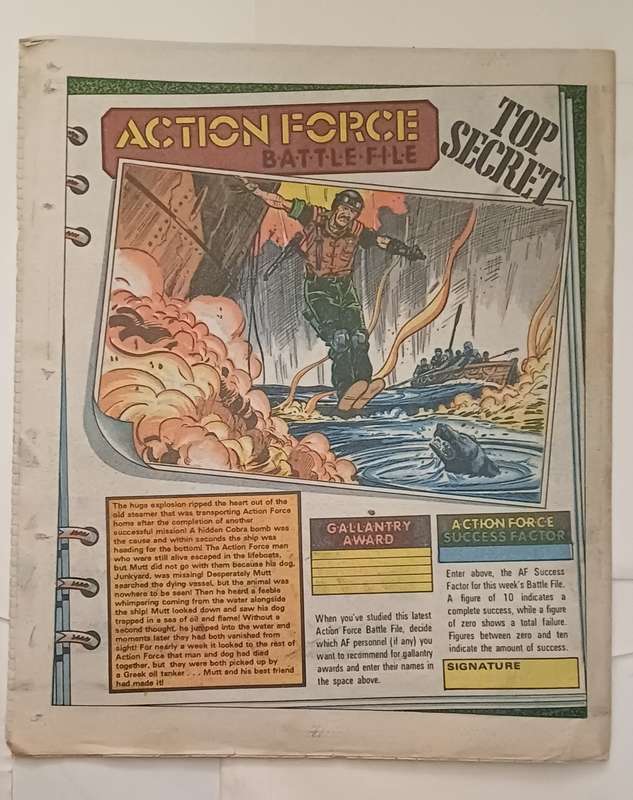 ACTION FORCE
BATTLE·FILE
TOP
SECRET
The huge explosion ripped the heart out of the
old steamer that was transporting Action Force
home after the completion of another
successful mission! A hidden Cobra bomb was
the cause and within seconds the ship was
heading for the bottom! The Action Force men
who were still alive escaped in the lifeboats,
but Mutt did not go with them because his dog,
Junkyard, was missing! Desperately Mutt
searched the dying vessel, but the animal was
nowhere to be seen! Then he heard a feeble
whimpering coming from the water alongside
the ship! Mutt looked down and saw his dog
trapped in a sea of oil and flame! Without a
second thought, he jumped into the water and
moments later they had both vanished from
sight! For nearly a week it looked to the rest of
Action Force that man and dog had died
together, but they were both picked up by
a Greek oil tanker . . . Mutt and his best friend
had made it!
GALLANTRY
AWARD
When you've studied this latest
Action Force Battle File, decide
which AF personnel (if any) you
want to recommend for gallantry
awards and enter their names in
the space above.
ACTION FORCE
SUCCESS FACTOR
Enter above, the AF Success
Factor for this week's Battle File.
A figure of 10 indicates a
complete success, while a figure
of zero shows a total failure.
Figures between zero and ten
indicate the amount of success.
SIGNATURE